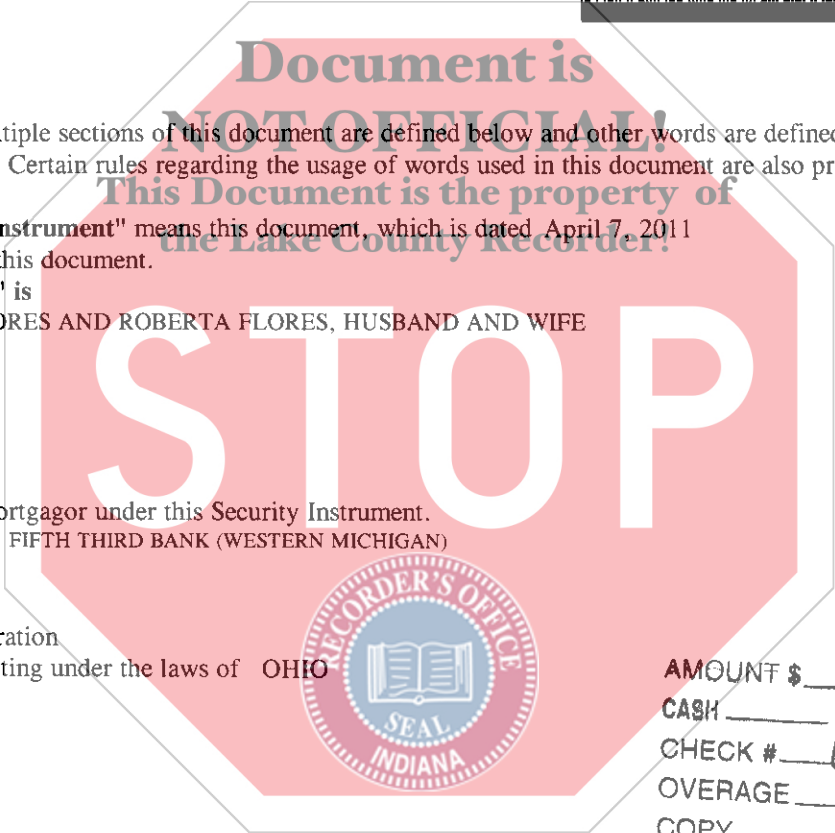 Document is
NOT OFFICIAL!
tiple sections of this document are defined below and other words are defined
Certain rules regarding the usage of words used in this document are also pr
This Document is the property of
the Lake County Recorder!
nstrument" means this document, which is dated April 7, 2011
this document.
" is
ORES AND ROBERTA FLORES, HUSBAND AND WIFE
STOP
ortgagor under this Security Instrument.
FIFTH THIRD BANK (WESTERN MICHIGAN)
RECORDER'S OFFICE
SEAL
INDIANA
ration
ting under the laws of OHIO
AMOUNT $
CASH
CHECK #
OVERAGE
COPY